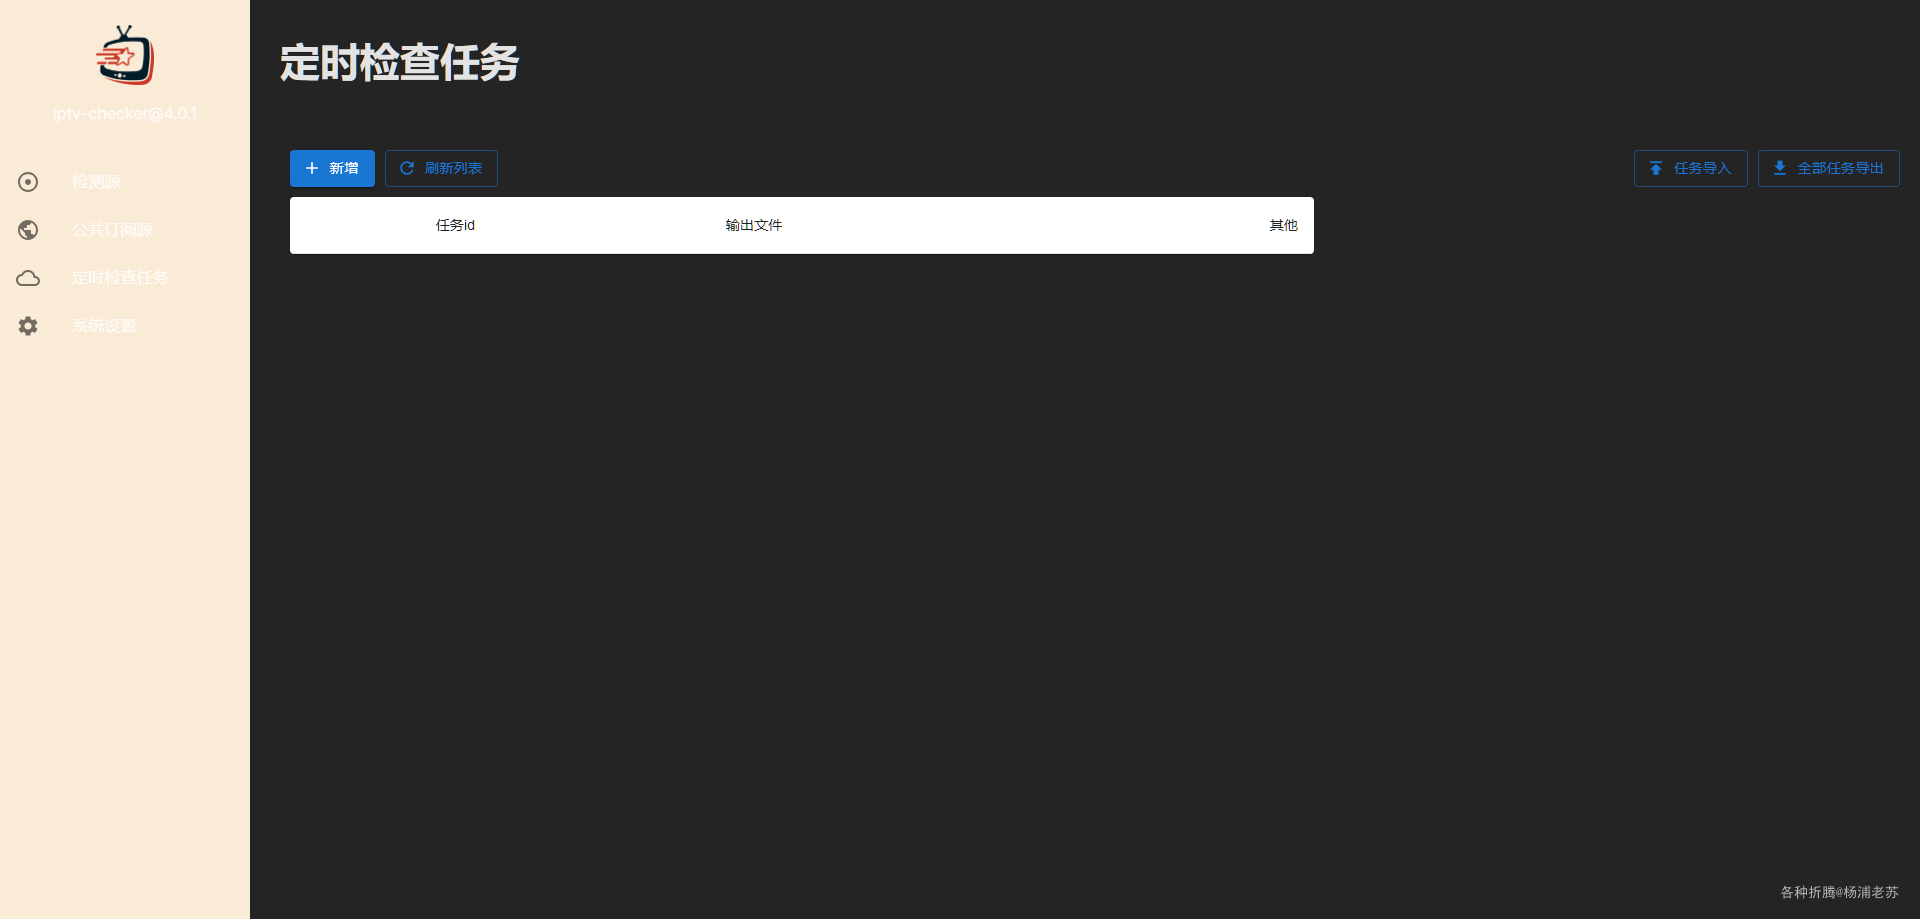 iptv-checker@4.0.1
检测源
公共订阅源
定时检查任务
系统设置
定时检查任务
新增 刷新列表 任务导入 全部任务导出
任务id 输出文件 其他
各种折腾@杨浦老苏